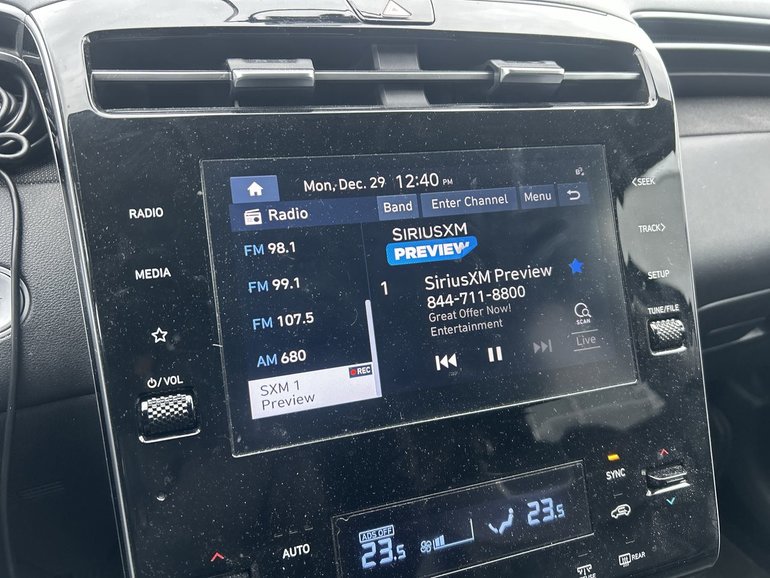 Mon, Dec. 29 12:40 PM
Radio
Band
Enter Channel
Menu
FM 98.1
FM 99.1
FM 107.5
AM 680
REC
SXM 1
Preview
SIRIUSXM
PREVIEW
1
SiriusXM Preview
844-711-8800
Great Offer Now!
Entertainment
SCAN
Live
RADIO
MEDIA
/VOL
<SEEK
TRACK>
SETUP
TUNE/FILE
ADS OFF
23.5
23.5
AUTO
SYNC
REAR